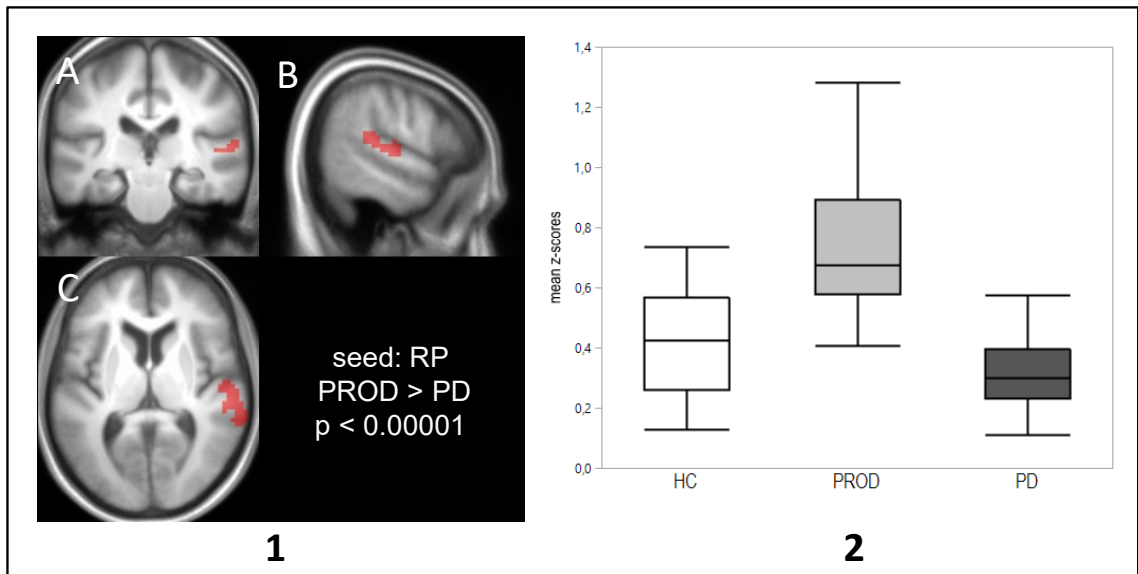 A
B
C
seed: RP
PROD > PD
p < 0.00001
1
1,4
1,2
1,0
0,8
0,6
0,4
0,2
0,0
mean z-scores
HC PROD PD
2